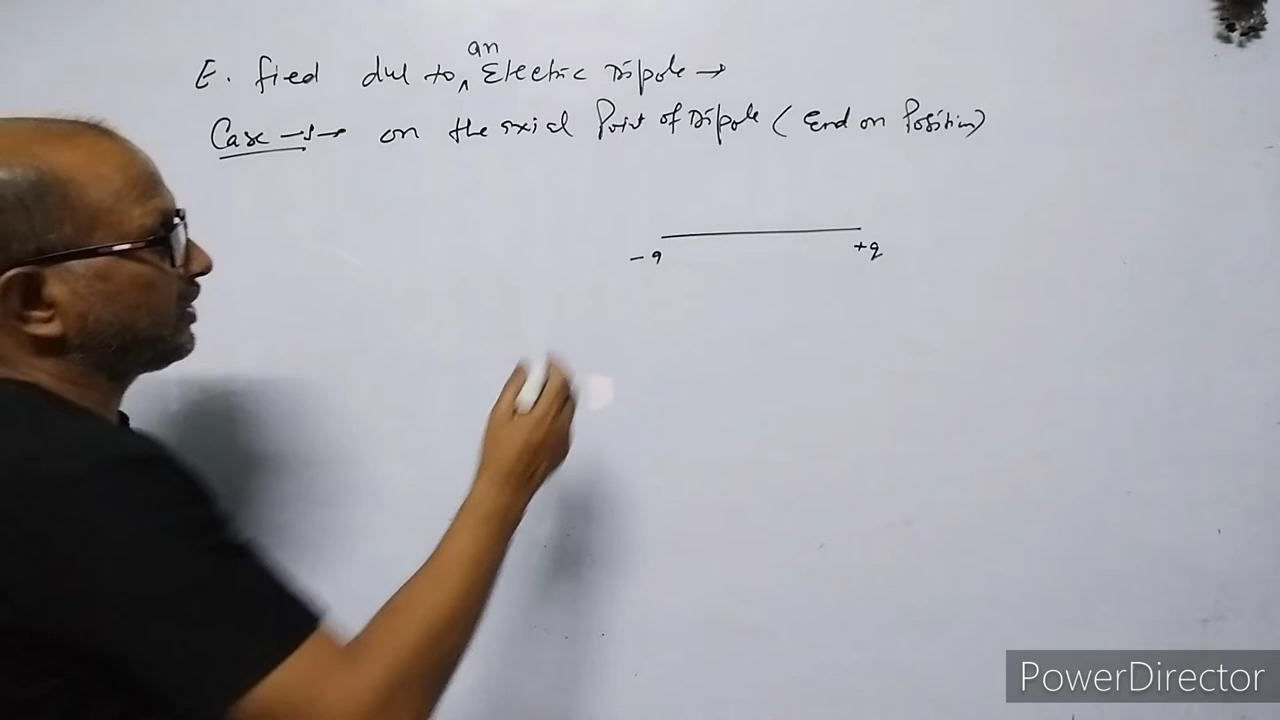 an
E. fied due to ^ Electric Dipole →
Case -1→ on the axial Point of Dipole ( End on Position)
-q +q
PowerDirector